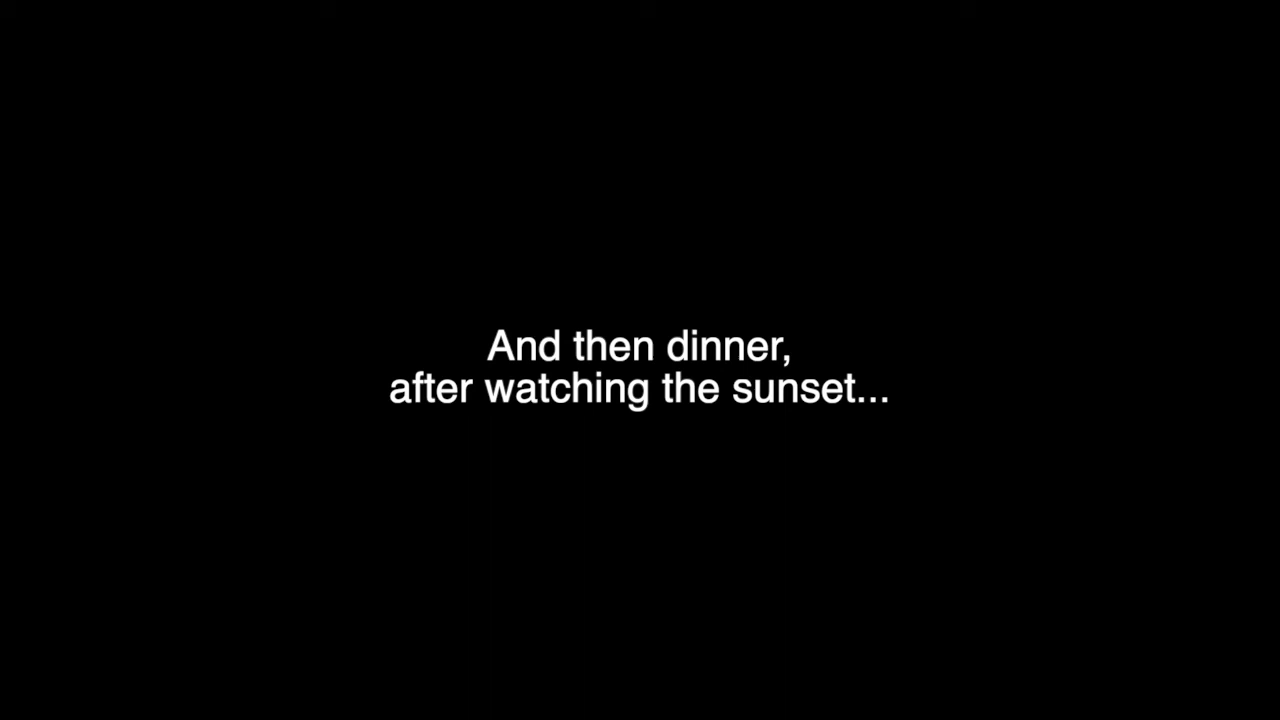 And then dinner,
after watching the sunset...